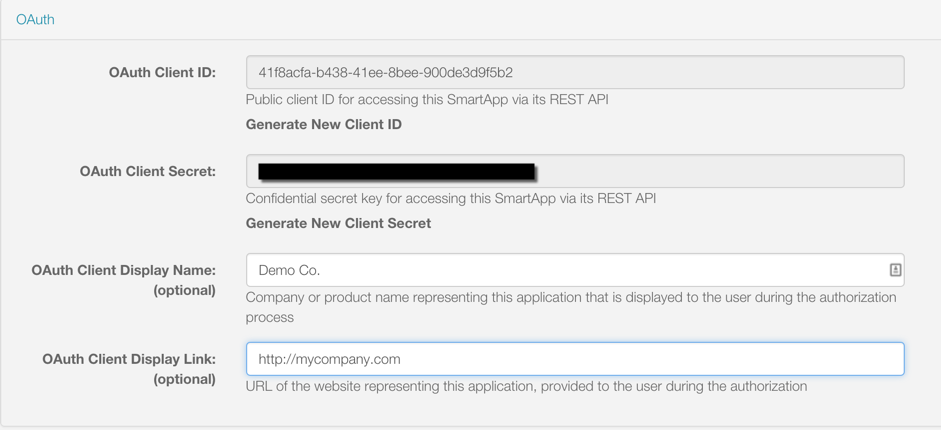 OAuth
OAuth Client ID:
41f8acfa-b438-41ee-8bee-900de3d9f5b2
Public client ID for accessing this SmartApp via its REST API
Generate New Client ID
OAuth Client Secret:
Confidential secret key for accessing this SmartApp via its REST API
Generate New Client Secret
OAuth Client Display Name:
(optional)
Demo Co.
Company or product name representing this application that is displayed to the user during the authorization
process
OAuth Client Display Link:
(optional)
http://mycompany.com
URL of the website representing this application, provided to the user during the authorization